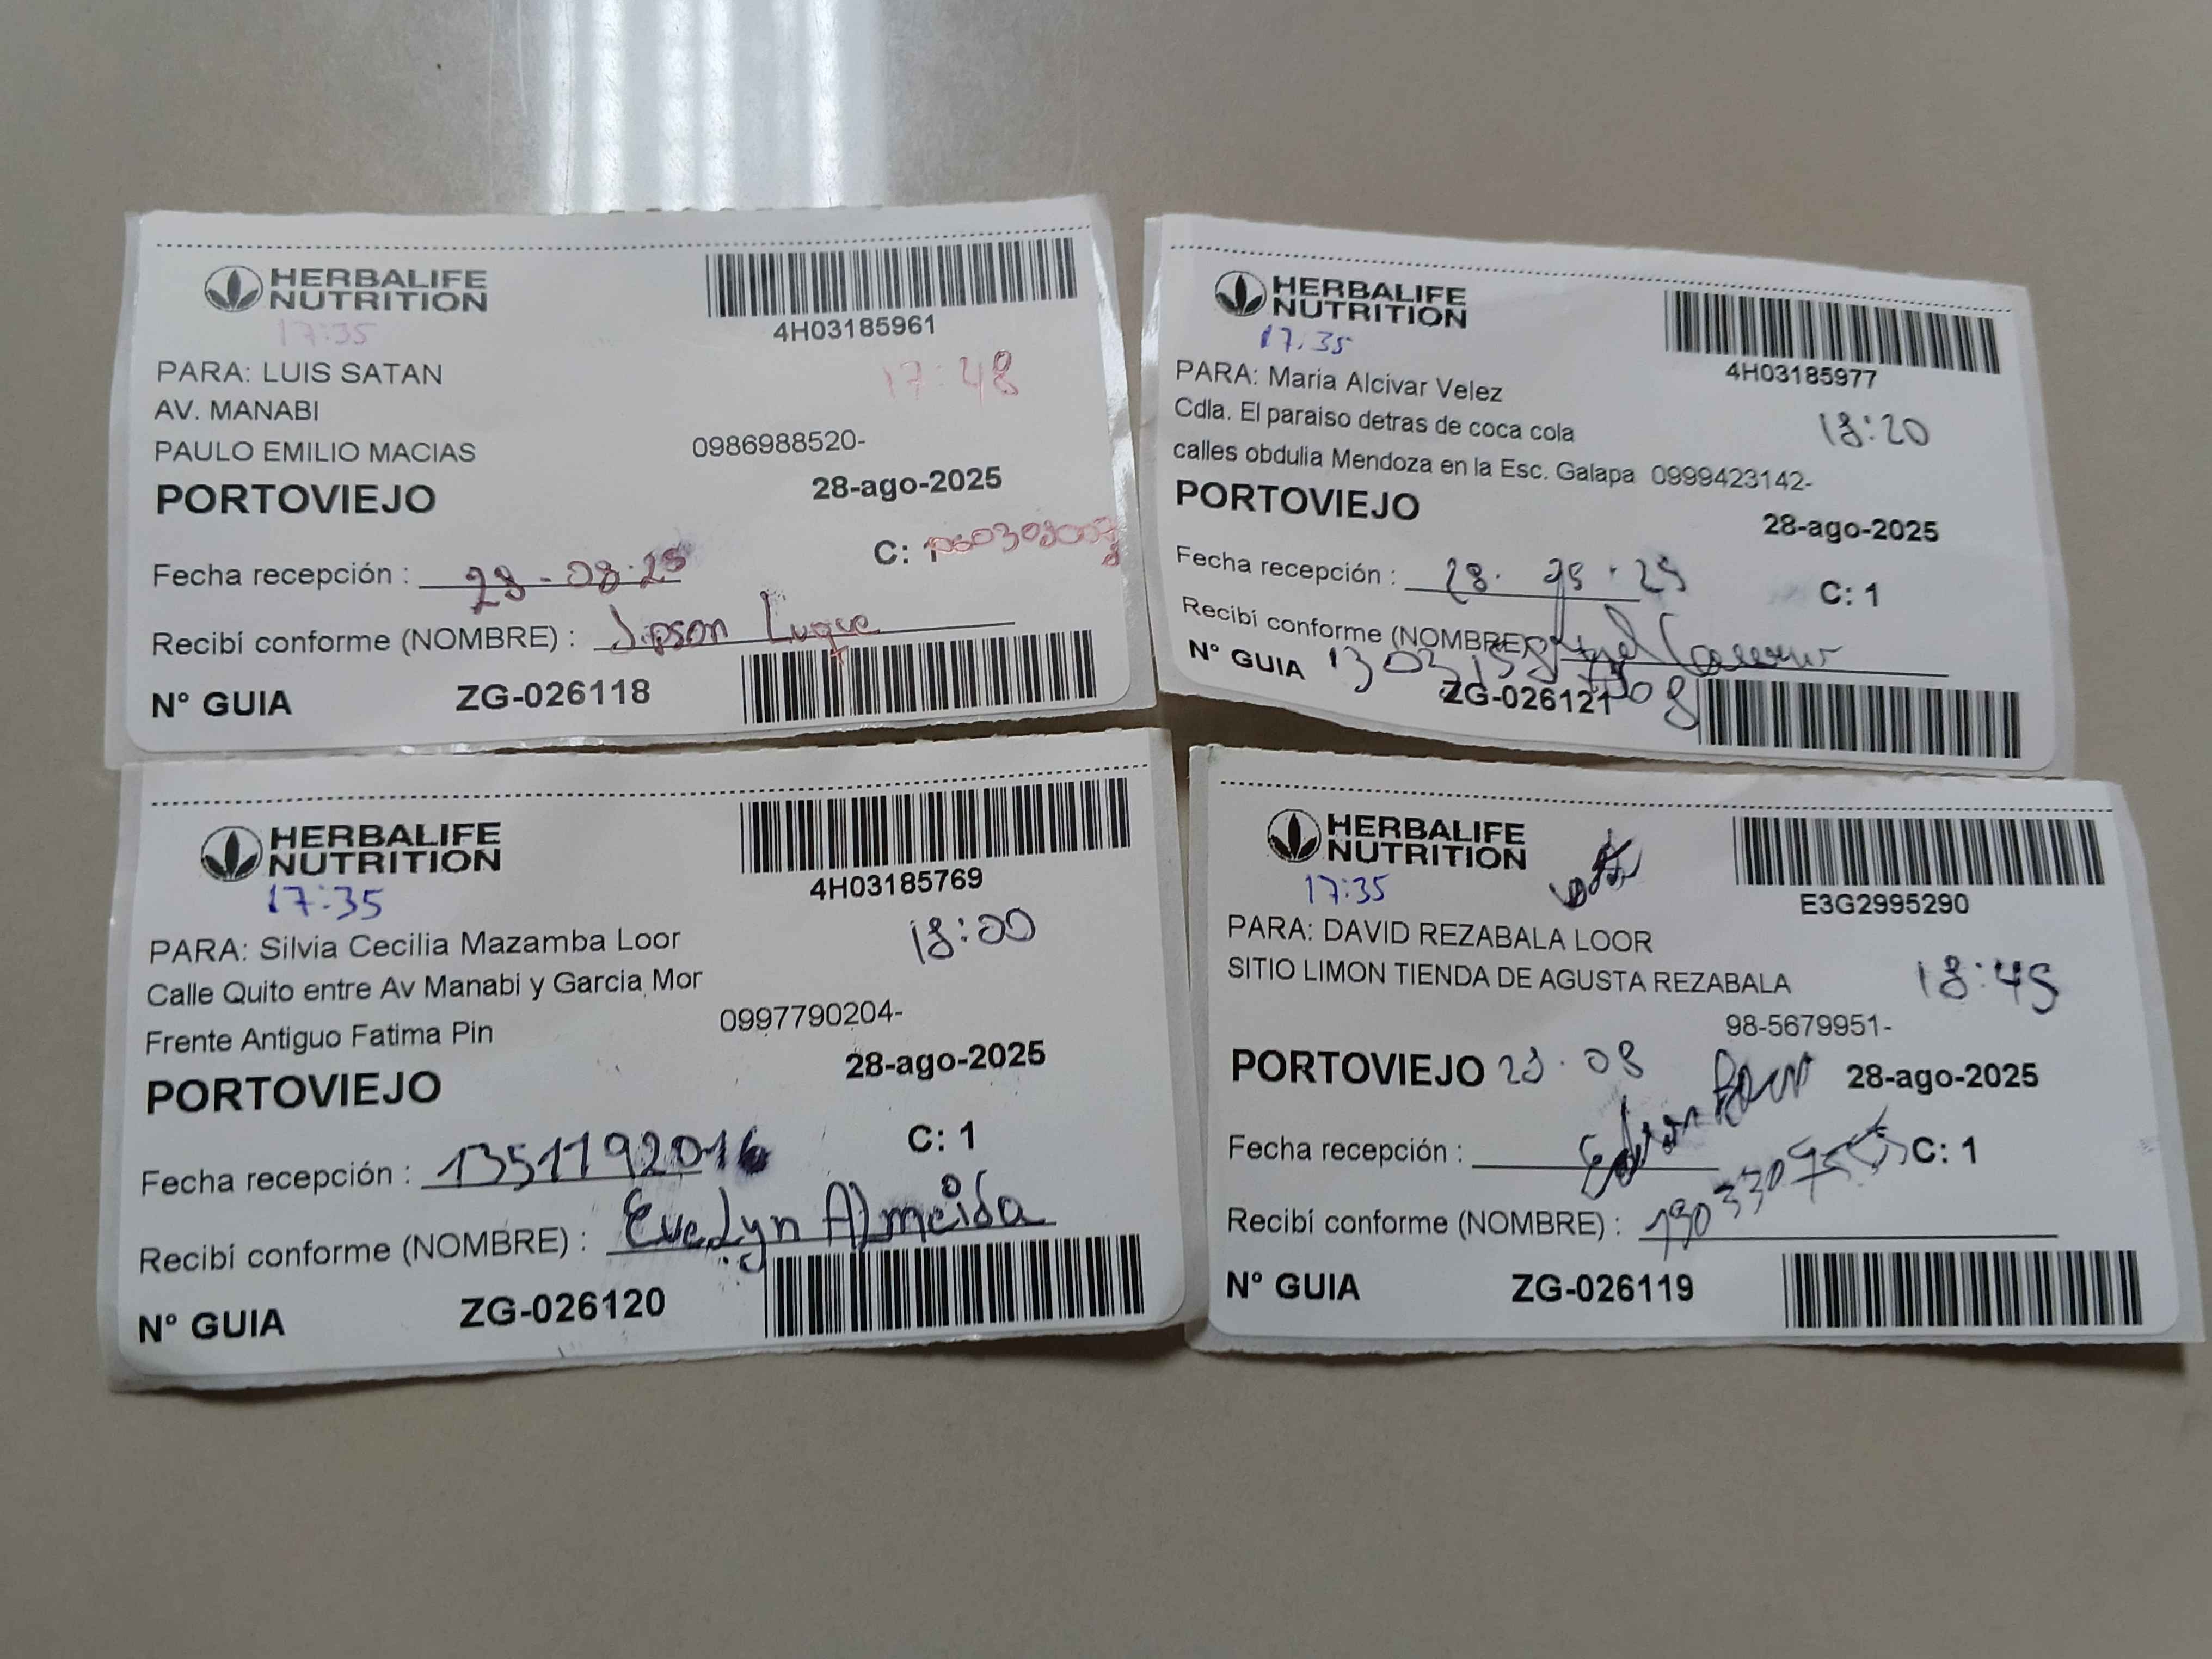 HERBALIFE
NUTRITION
4H03185961
17:35
17:48
PARA: LUIS SATAN
AV. MANABI
PAULO EMILIO MACIAS 0986988520-
PORTOVIEJO 28-ago-2025
C: 1
Fecha recepción : 28-08-25
Recibí conforme (NOMBRE) : Luque
N° GUIA ZG-026118
HERBALIFE
NUTRITION
4H03185977
17:35
PARA: Maria Alcivar Velez
Cdla. El paraiso detras de coca cola 18:20
calles obdulia Mendoza en la Esc. Galapa 0999423142-
PORTOVIEJO 28-ago-2025
Fecha recepción :
C: 1
Recibí conforme (NOMBRE)
N° GUIA ZG-026121
HERBALIFE
NUTRITION
4H03185769
17:35
18:00
PARA: Silvia Cecilia Mazamba Loor
Calle Quito entre Av Manabi y Garcia Mor
Frente Antiguo Fatima Pin 0997790204-
PORTOVIEJO 28-ago-2025
C: 1
Fecha recepción : 1351192016
Recibí conforme (NOMBRE) : Evelyn Almeida
N° GUIA ZG-026120
HERBALIFE
NUTRITION
E3G2995290
17:35
PARA: DAVID REZABALA LOOR
SITIO LIMON TIENDA DE AGUSTA REZABALA 18:45
98-5679951-
PORTOVIEJO 28-ago-2025
Fecha recepción : C: 1
Recibí conforme (NOMBRE) :
N° GUIA ZG-026119